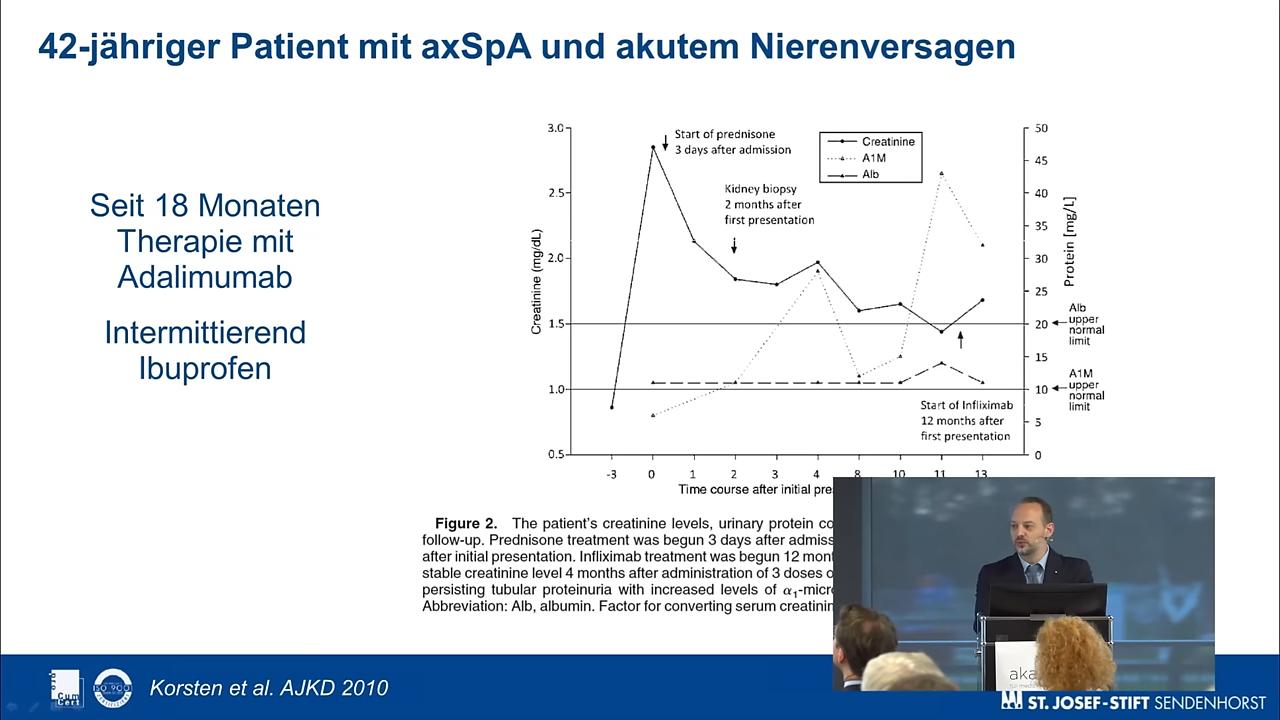 42-jähriger Patient mit axSpA und akutem Nierenversagen
Seit 18 Monaten
Therapie mit
Adalimumab
Intermittierend
Ibuprofen
3.0
2.5
2.0
1.5
1.0
0.5
Creatinine (mg/dL)
Start of prednisone
3 days after admission
Kidney biopsy
2 months after
first presentation
Creatinine
A1M
Alb
50
45
40
35
30
25
20
15
10
5
0
Protein [mg/L]
Alb
upper
normal
limit
A1M
upper
normal
limit
Start of Infliximab
12 months after
first presentation
-3 0 1 2 3 4 8 10 11 13
Time course after initial pre
Figure 2. The patient's creatinine levels, urinary protein co
follow-up. Prednisone treatment was begun 3 days after admiss
after initial presentation. Infliximab treatment was begun 12 mont
stable creatinine level 4 months after administration of 3 doses o
persisting tubular proteinuria with increased levels of α1-micro
Abbreviation: Alb, albumin. Factor for converting serum creatinin
aka
Cum
Cert
ISO 900
Korsten et al. AJKD 2010
ST. JOSEF-STIFT SENDENHORST